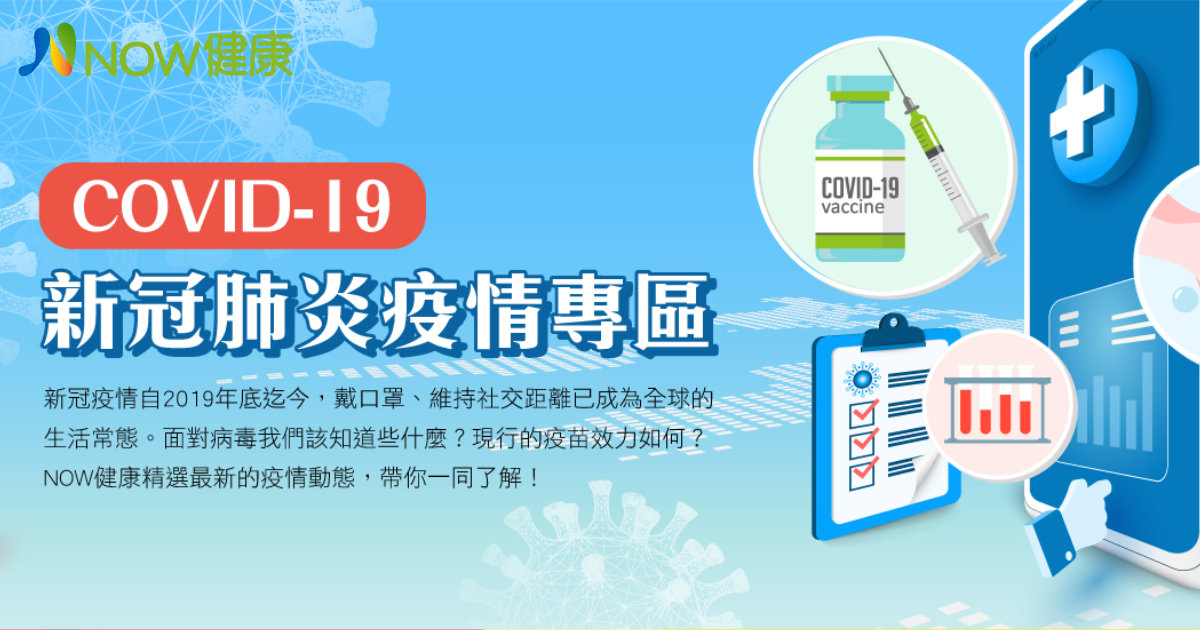 NOW健康
COVID-19
新冠肺炎疫情專區
新冠疫情自2019年底迄今，戴口罩、維持社交距離已成為全球的
生活常態。面對病毒我們該知道些什麼？現行的疫苗效力如何？
NOW健康精選最新的疫情動態，帶你一同了解！
COVID-19
vaccine